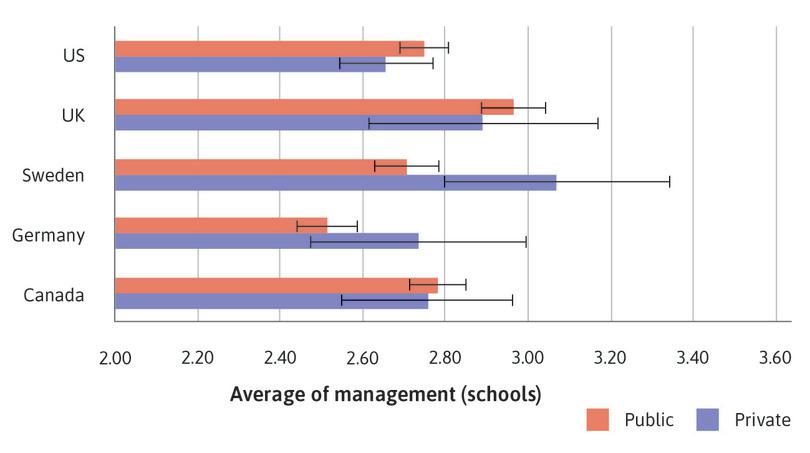 US
UK
Sweden
Germany
Canada
2.00 2.20 2.40 2.60 2.80 3.00 3.20 3.40 3.60
Average of management (schools)
Public Private